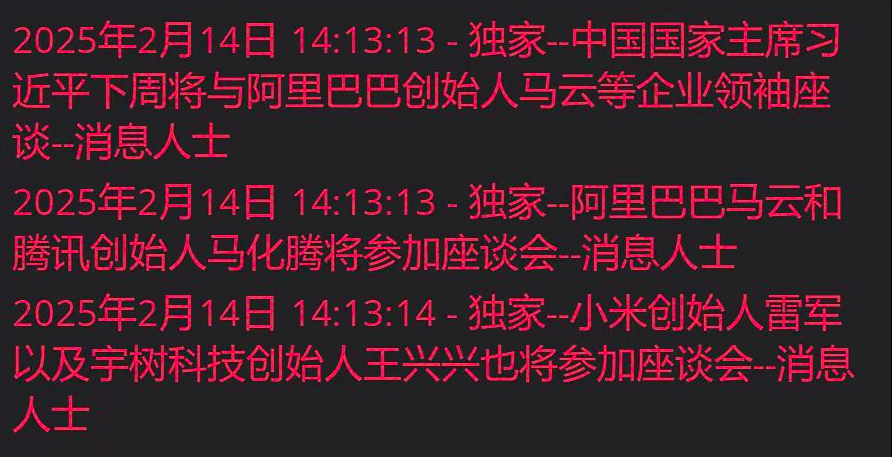 2025年2月14日 14:13:13 - 独家--中国国家主席习
近平下周将与阿里巴巴创始人马云等企业领袖座
谈--消息人士
2025年2月14日 14:13:13 - 独家--阿里巴巴马云和
腾讯创始人马化腾将参加座谈会--消息人士
2025年2月14日 14:13:14 - 独家--小米创始人雷军
以及宇树科技创始人王兴兴也将参加座谈会--消息
人士